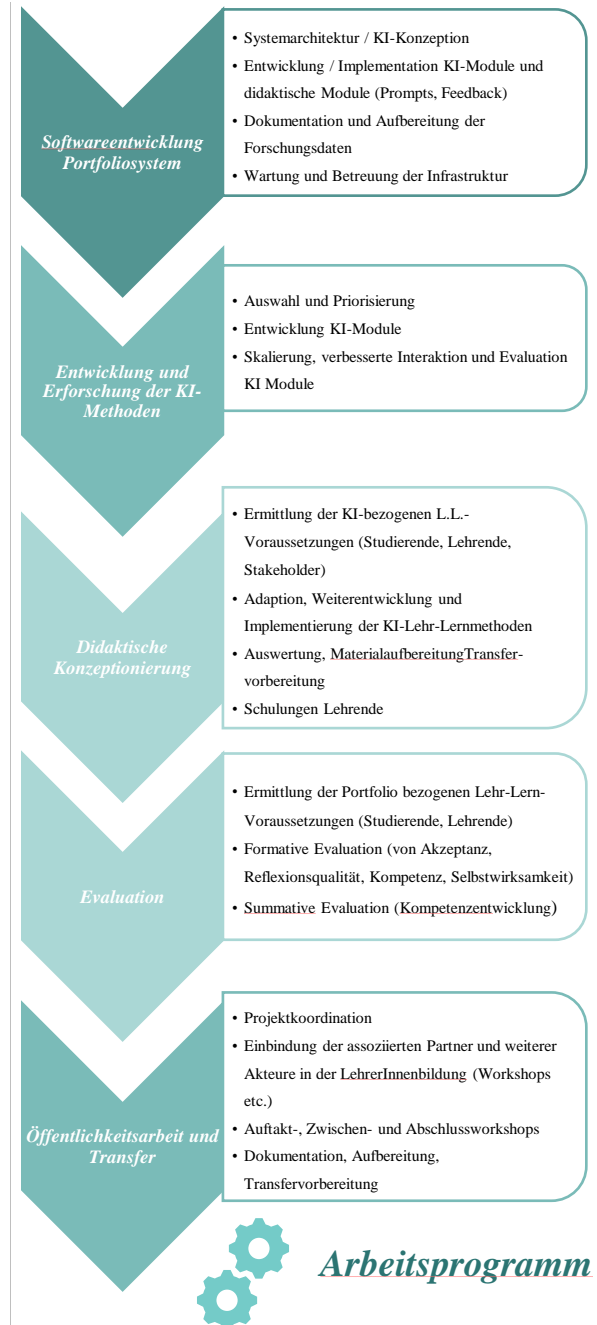 Softwareentwicklung
Portfoliosystem
• Systemarchitektur / KI-Konzeption
• Entwicklung / Implementation KI-Module und
didaktische Module (Prompts, Feedback)
• Dokumentation und Aufbereitung der
Forschungsdaten
• Wartung und Betreuung der Infrastruktur
Entwicklung und
Erforschung der KI-
Methoden
• Auswahl und Priorisierung
• Entwicklung KI-Module
• Skalierung, verbesserte Interaktion und Evaluation
KI Module
Didaktische
Konzeptionierung
• Ermittlung der KI-bezogenen L.L.-
Voraussetzungen (Studierende, Lehrende,
Stakeholder)
• Adaption, Weiterentwicklung und
Implementierung der KI-Lehr-Lernmethoden
• Auswertung, MaterialaufbereitungTransfer-
vorbereitung
• Schulungen Lehrende
Evaluation
• Ermittlung der Portfolio bezogenen Lehr-Lern-
Voraussetzungen (Studierende, Lehrende)
• Formative Evaluation (von Akzeptanz,
Reflexionsqualität, Kompetenz, Selbstwirksamkeit)
• Summative Evaluation (Kompetenzentwicklung)
Öffentlichkeitsarbeit und
Transfer
• Projektkoordination
• Einbindung der assoziierten Partner und weiterer
Akteure in der LehrerInnenbildung (Workshops
etc.)
• Auftakt-, Zwischen- und Abschlussworkshops
• Dokumentation, Aufbereitung,
Transfervorbereitung
Arbeitsprogramm